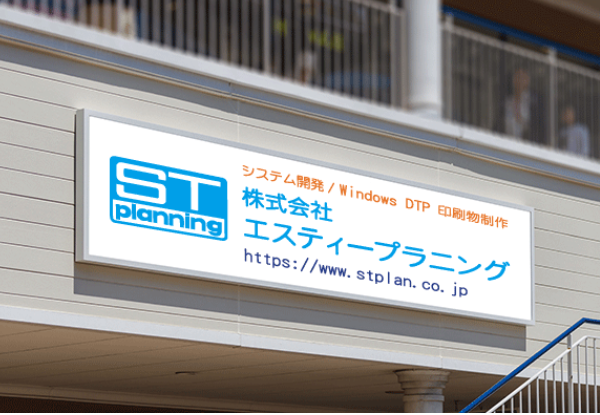 ST
planning
システム開発/Windows DTP 印刷物制作
株式会社
エスティープラニング
https://www.stplan.co.jp